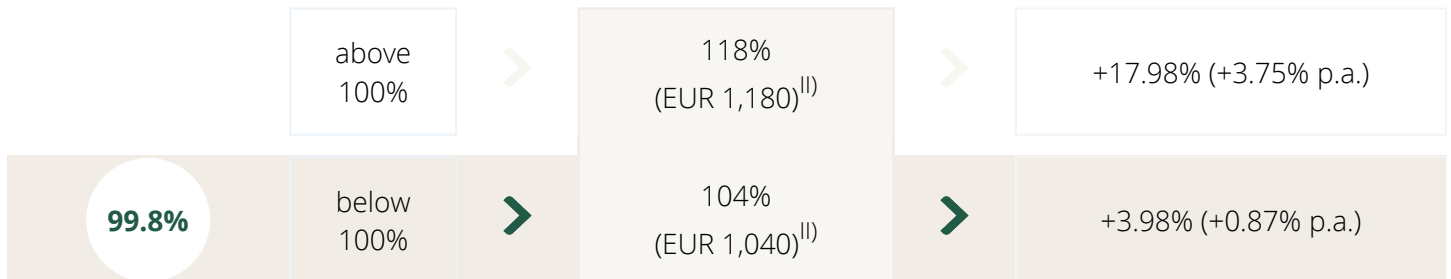 above
100%
118%
(EUR 1,180)II)
+17.98% (+3.75% p.a.)
99.8%
below
100%
104%
(EUR 1,040)II)
+3.98% (+0.87% p.a.)